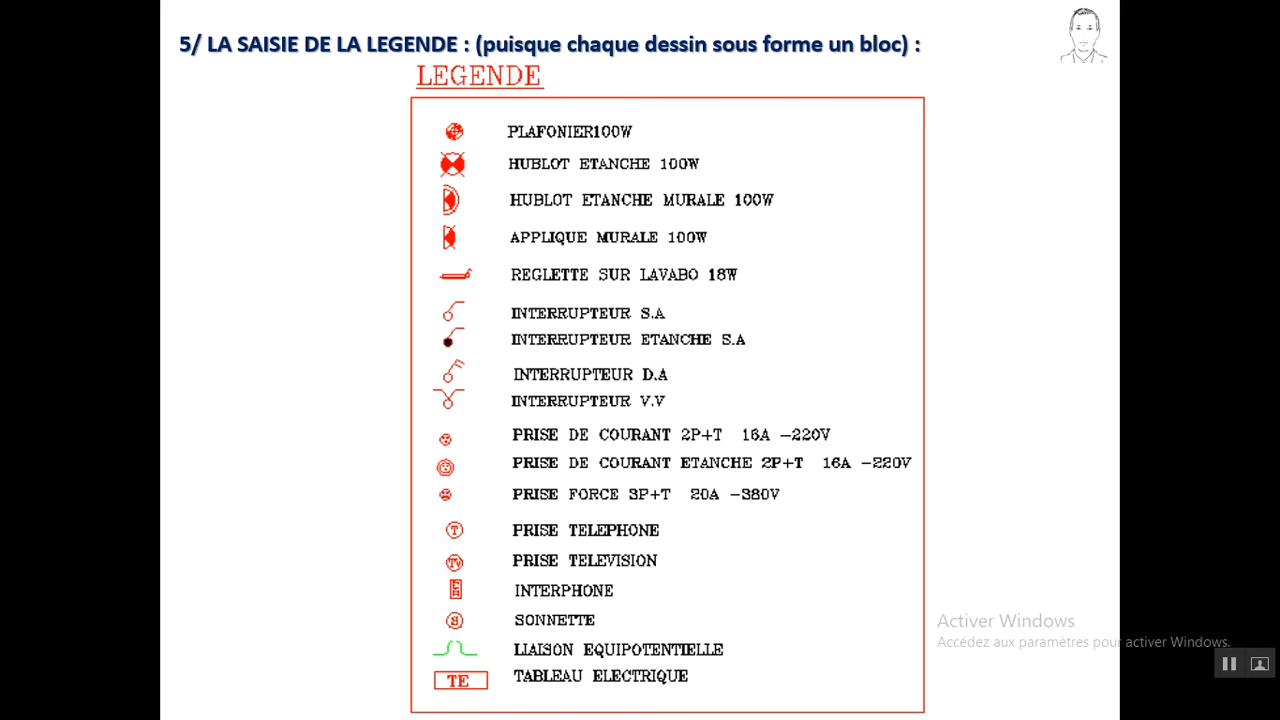 5/ LA SAISIE DE LA LEGENDE : (puisque chaque dessin sous forme un bloc) :
LEGENDE
PLAFONIER100W
HUBLOT ETANCHE 100W
HUBLOT ETANCHE MURALE 100W
APPLIQUE MURALE 100W
REGLETTE SUR LAVABO 18W
INTERRUPTEUR S.A
INTERRUPTEUR ETANCHE S.A
INTERRUPTEUR D.A
INTERRUPTEUR V.V
PRISE DE COURANT 2P+T 16A -220V
PRISE DE COURANT ETANCHE 2P+T 16A -220V
PRISE FORCE 3P+T 20A -380V
T PRISE TELEPHONE
TV PRISE TELEVISION
INTERPHONE
S SONNETTE
LIAISON EQUIPOTENTIELLE
TE TABLEAU ELECTRIQUE
Activer Windows
Accédez aux paramètres pour activer Windows.